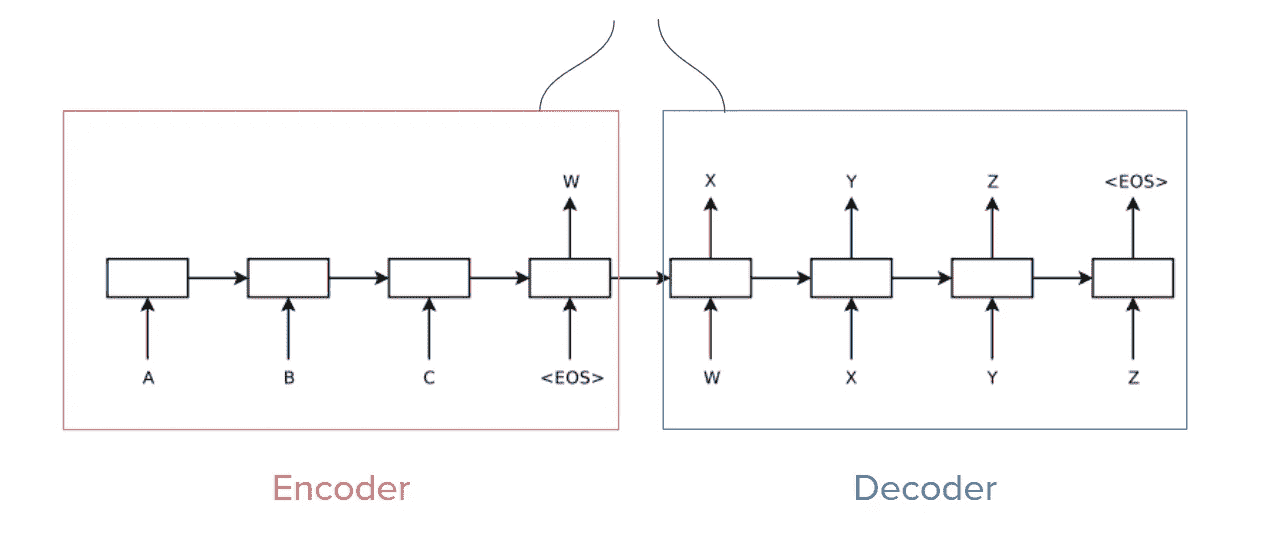 W X Y Z <EOS>
A B C <EOS> W X Y Z
Encoder Decoder